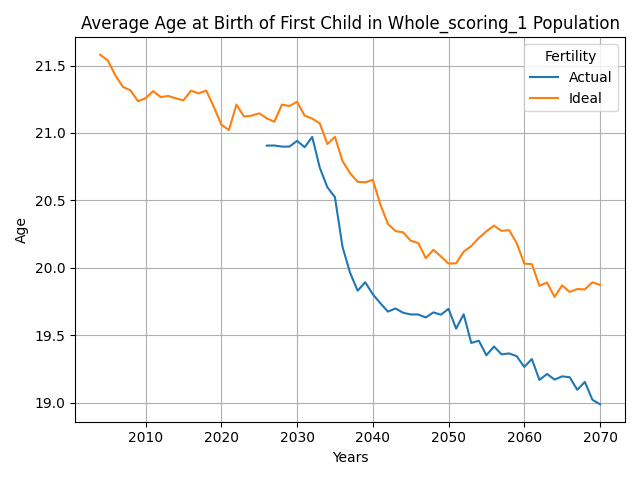 Average Age at Birth of First Child in Whole_scoring_1 Population
Fertility
Actual
Ideal
Age
21.5
21.0
20.5
20.0
19.5
19.0
2010 2020 2030 2040 2050 2060 2070
Years